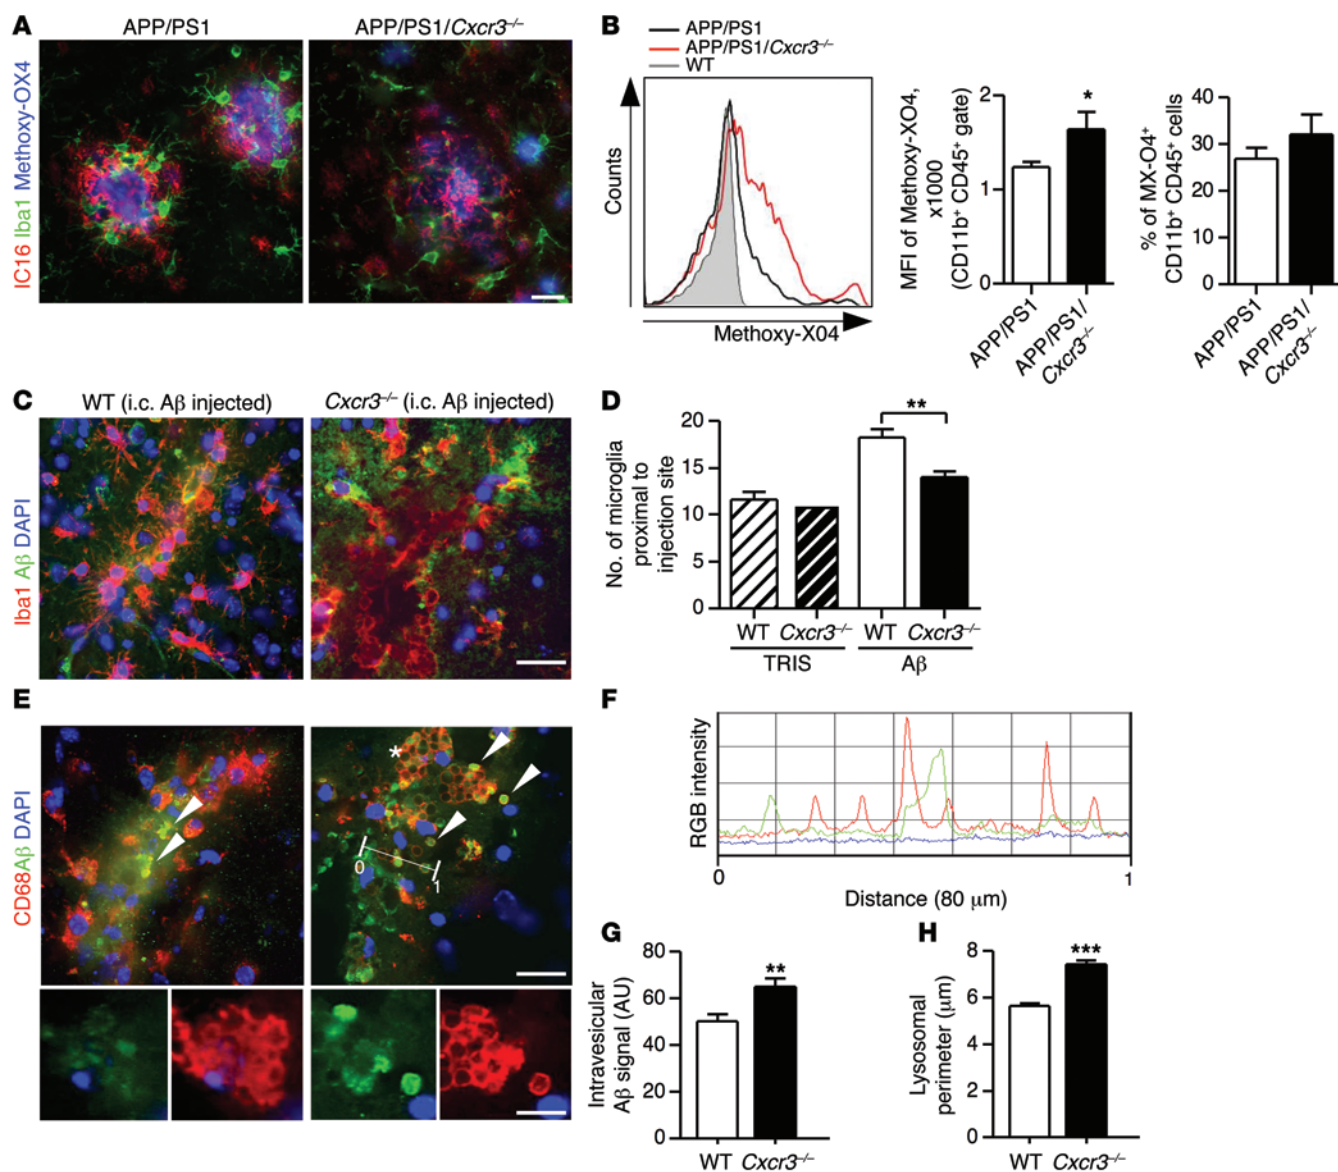 A
APP/PS1
APP/PS1/Cxcr3–/–
IC16 Iba1 Methoxy-OX4
B
APP/PS1
APP/PS1/Cxcr3–/–
WT
Counts
Methoxy-X04
MFI of Methoxy-XO4,
x1000
(CD11b+ CD45+ gate)
2
1
0
*
APP/PS1
APP/PS1/
Cxcr3–/–
% of MX-O4+
CD11b+ CD45+ cells
40
30
20
10
0
APP/PS1
APP/PS1/
Cxcr3–/–
C
WT (i.c. Aβ injected)
Cxcr3–/– (i.c. Aβ injected)
Iba1 Aβ DAPI
D
No. of microglia
proximal to
injection site
20
15
10
5
0
**
WT Cxcr3–/– WT Cxcr3–/–
TRIS Aβ
E
CD68Aβ DAPI
*
0
1
F
RGB intensity
0 1
Distance (80 μm)
G
Intravesicular
Aβ signal (AU)
80
60
40
20
0
**
WT Cxcr3–/–
H
Lysosomal
perimeter (μm)
8
6
4
2
0
***
WT Cxcr3–/–